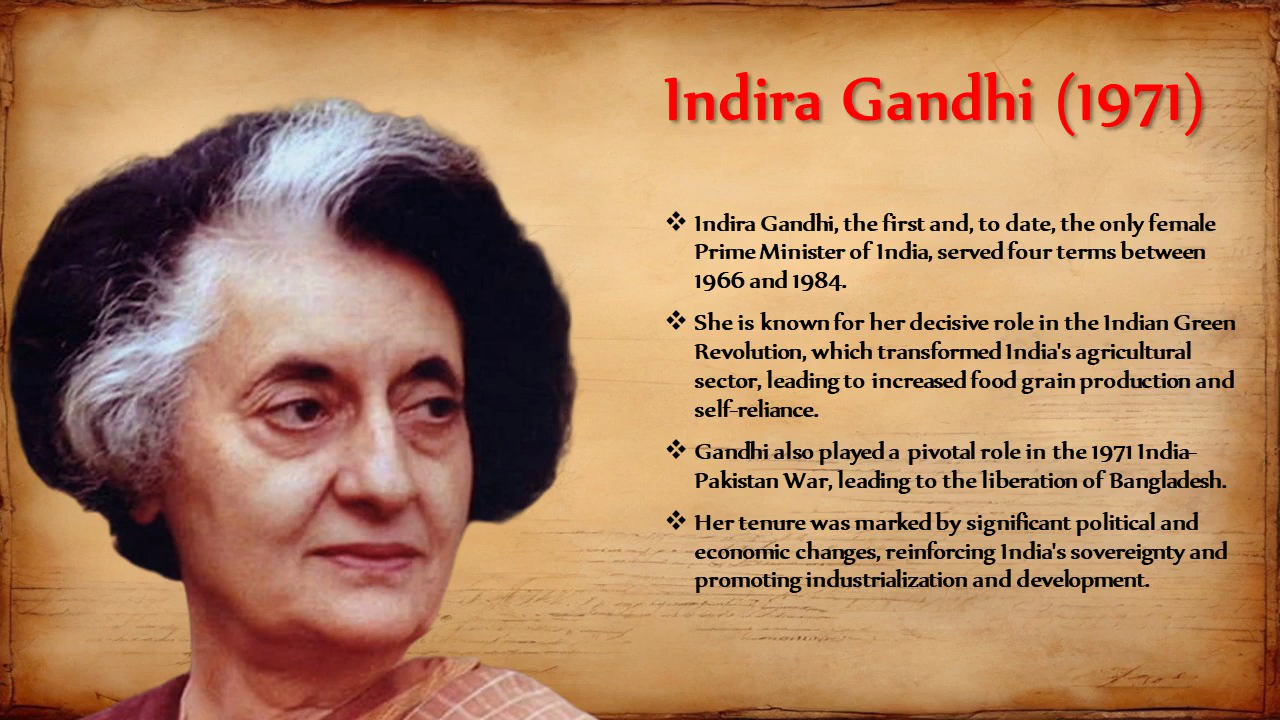 Indira Gandhi (1971)
❖ Indira Gandhi, the first and, to date, the only female
Prime Minister of India, served four terms between
1966 and 1984.
❖ She is known for her decisive role in the Indian Green
Revolution, which transformed India's agricultural
sector, leading to increased food grain production and
self-reliance.
❖ Gandhi also played a pivotal role in the 1971 India-
Pakistan War, leading to the liberation of Bangladesh.
❖ Her tenure was marked by significant political and
economic changes, reinforcing India's sovereignty and
promoting industrialization and development.